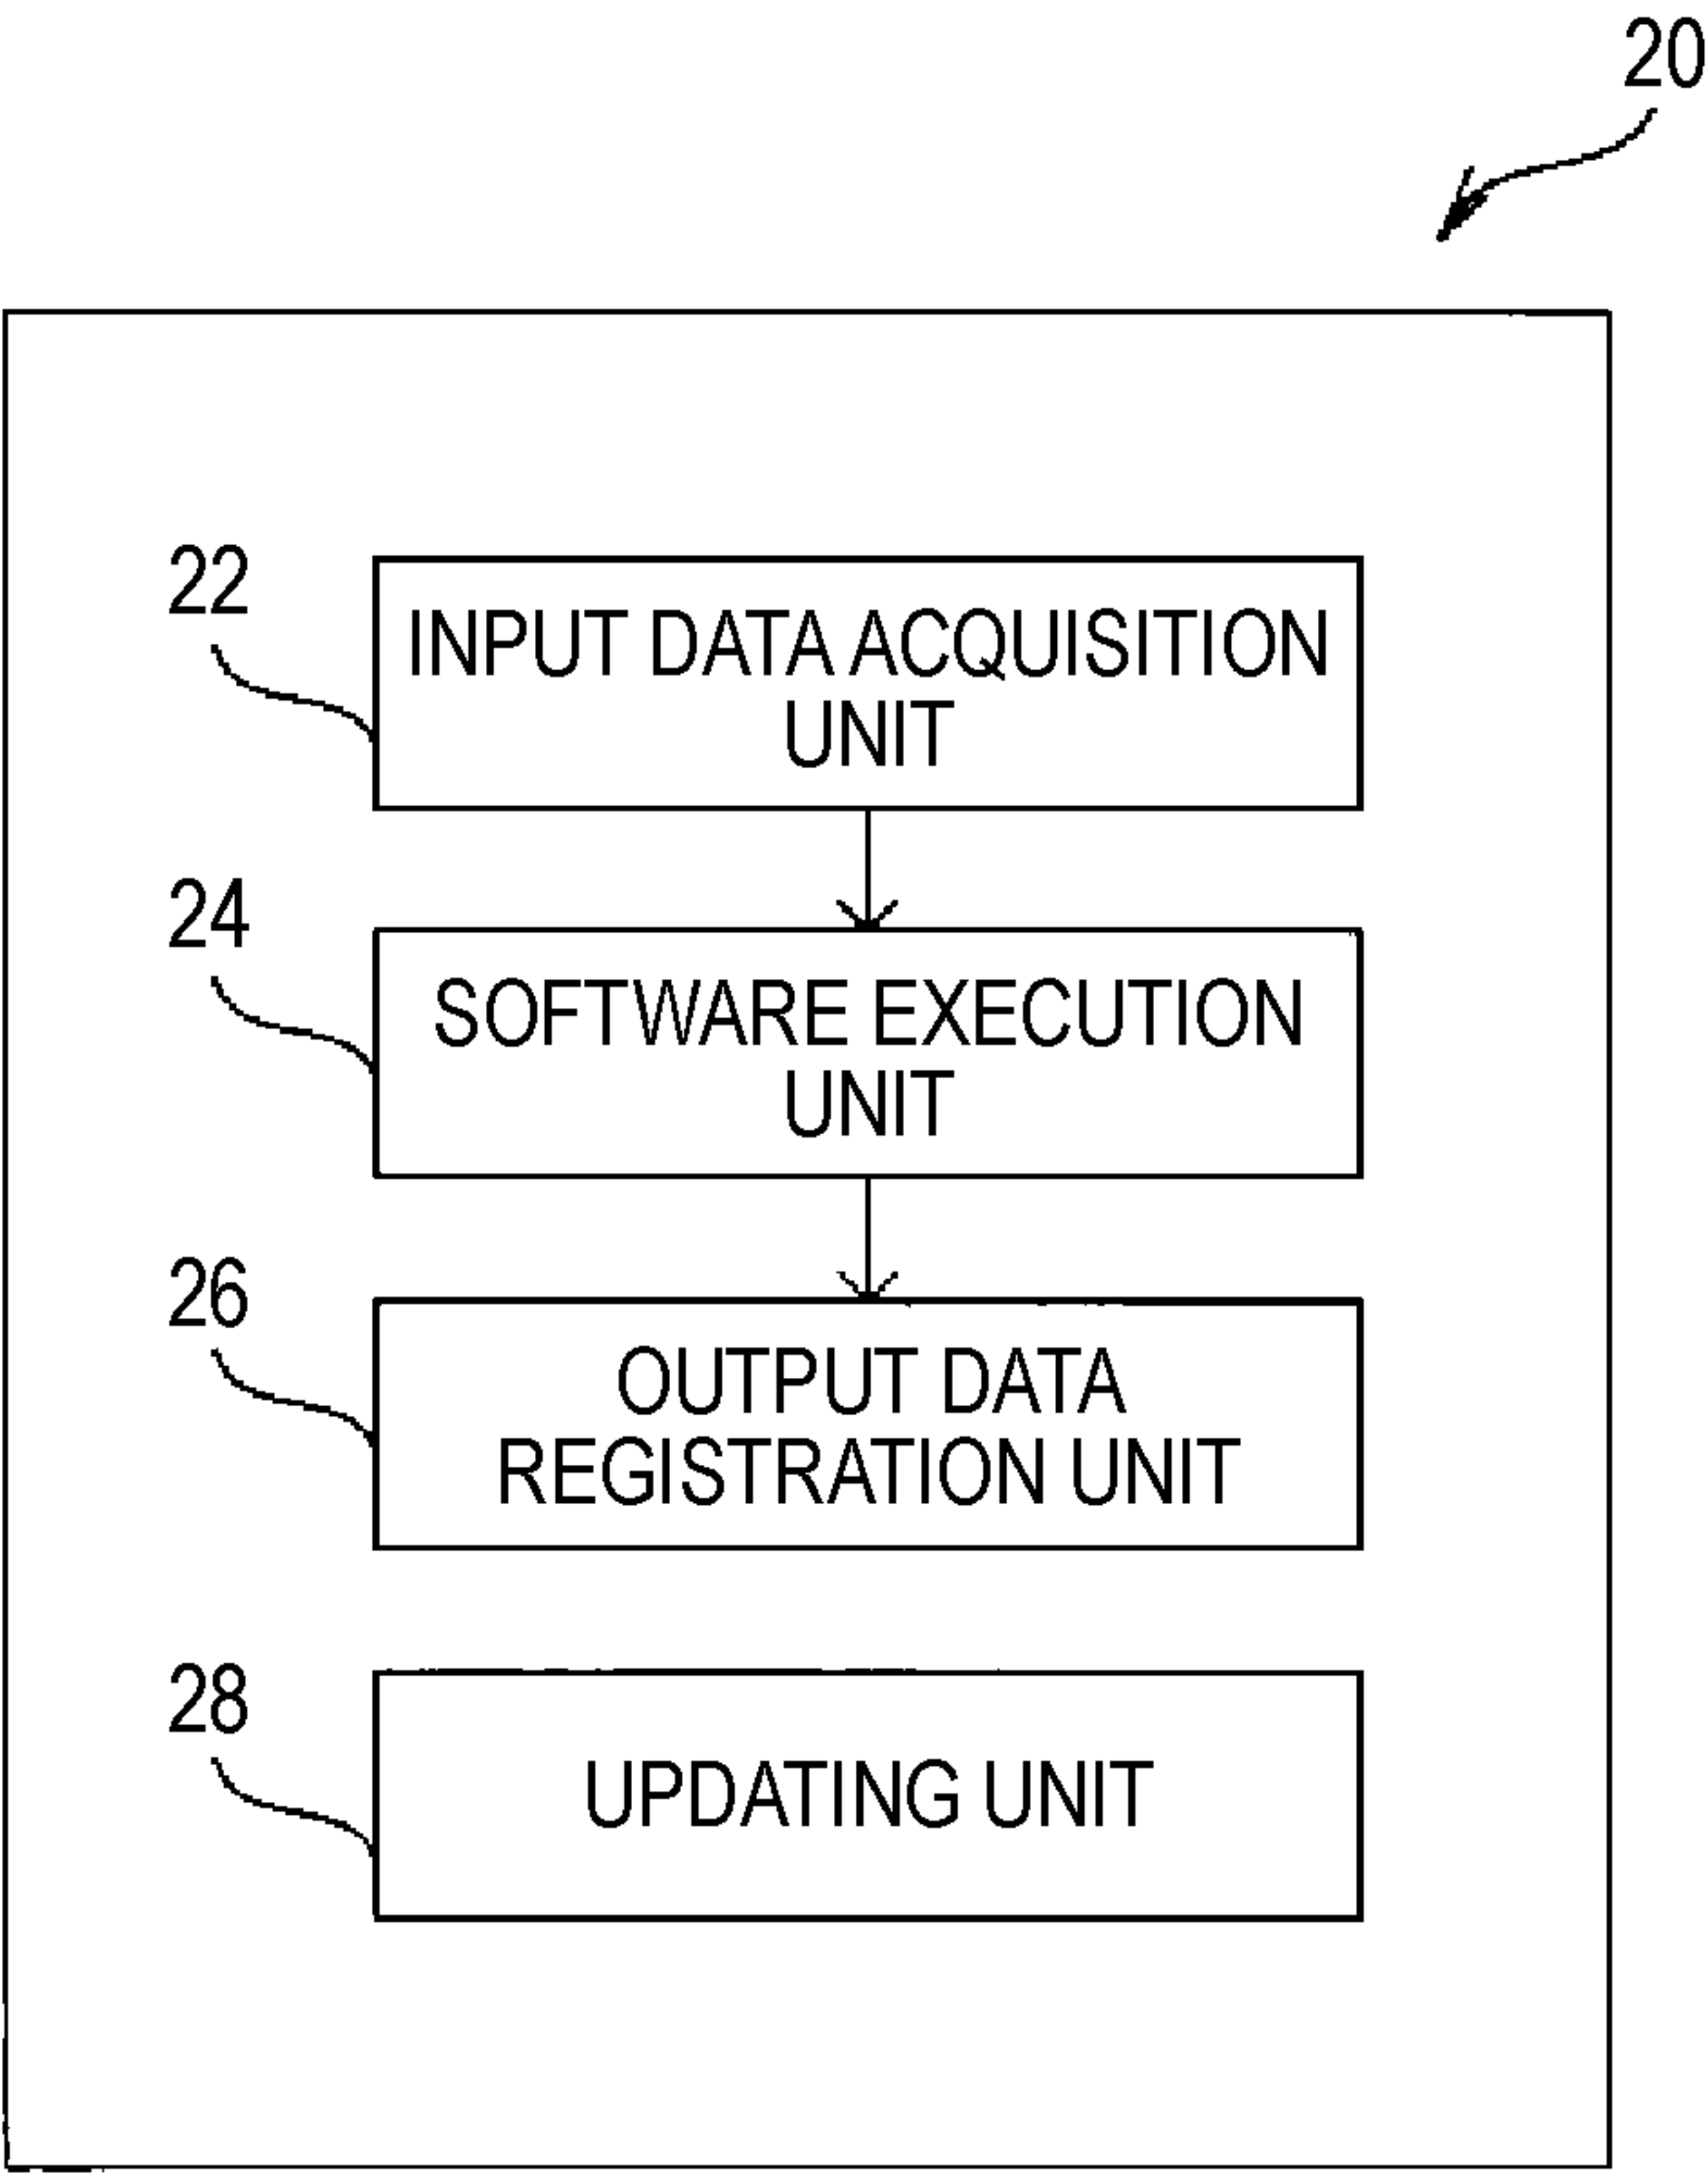 20
22
INPUT DATA ACQUISITION
UNIT
24
SOFTWARE EXECUTION
UNIT
26
OUTPUT DATA
REGISTRATION UNIT
28
UPDATING UNIT